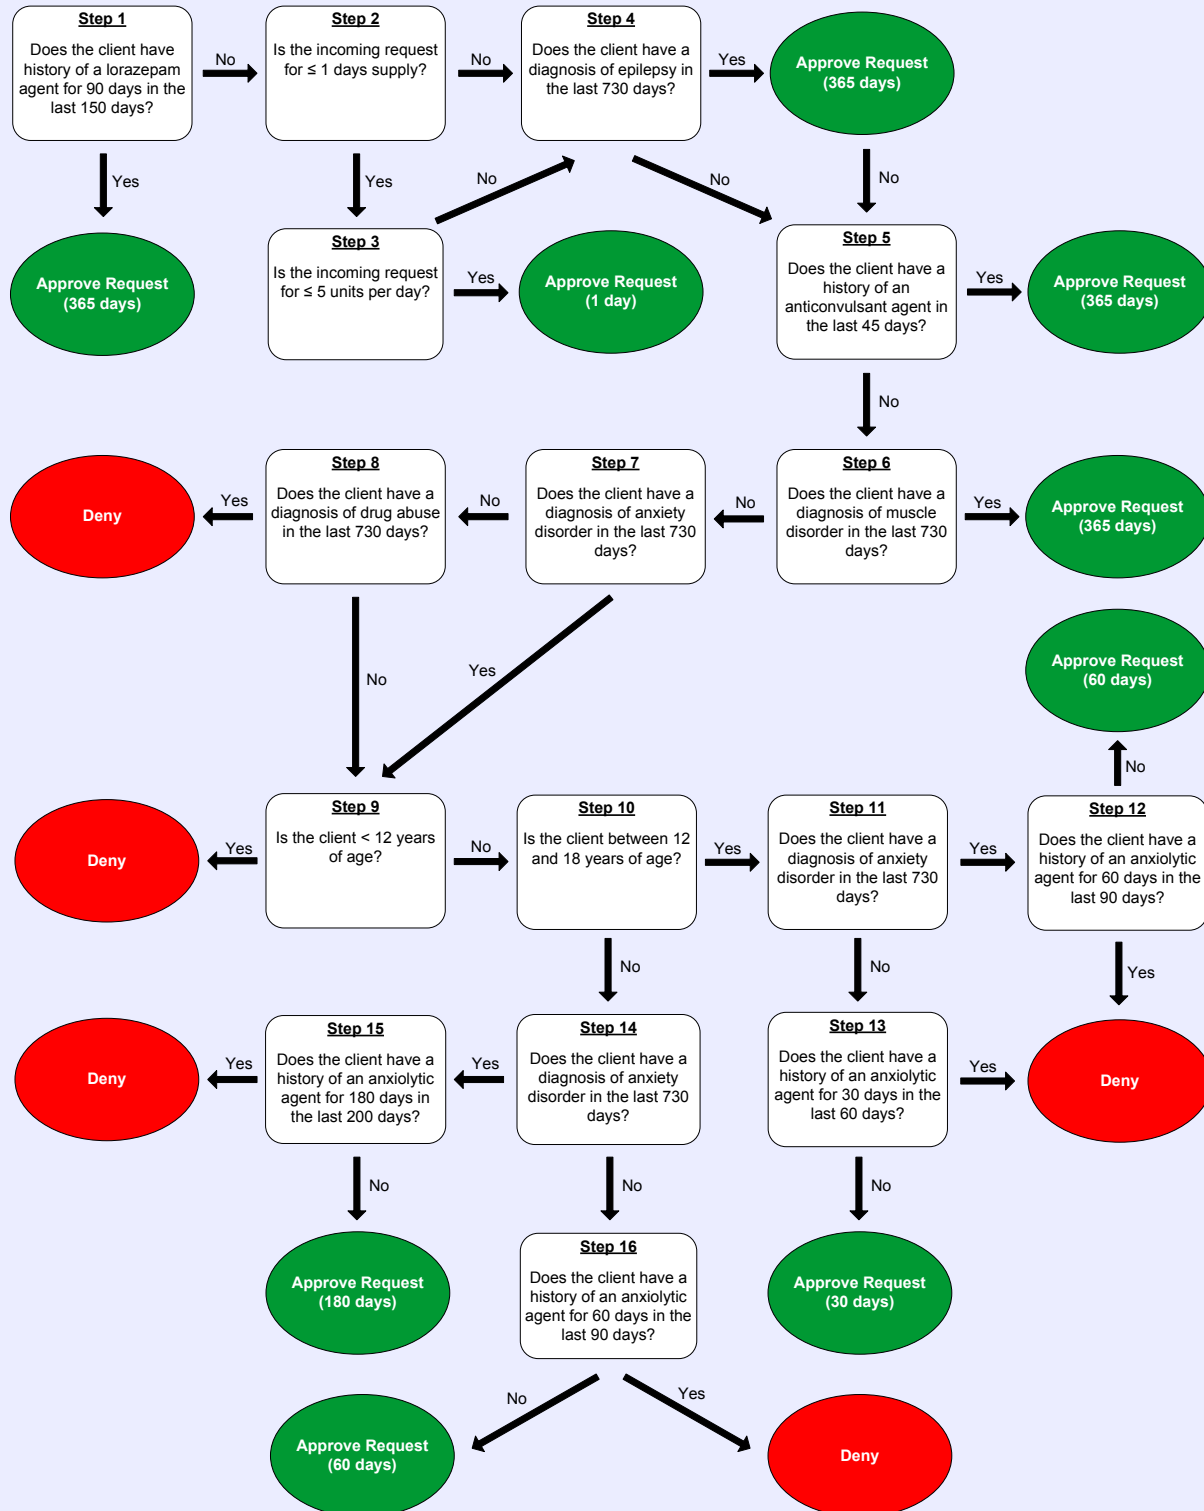 Step 1
Does the client have
history of a lorazepam
agent for 90 days in the
last 150 days?
No
Step 2
Is the incoming request
for ≤ 1 days supply?
No
Step 4
Does the client have a
diagnosis of epilepsy in
the last 730 days?
Yes
Approve Request
(365 days)
Yes
Yes
No
No
No
Approve Request
(365 days)
Step 3
Is the incoming request
for ≤ 5 units per day?
Yes
Approve Request
(1 day)
Step 5
Does the client have a
history of an
anticonvulsant agent in
the last 45 days?
Yes
Approve Request
(365 days)
No
Deny
Yes
Step 8
Does the client have a
diagnosis of drug abuse
in the last 730 days?
No
Step 7
Does the client have a
diagnosis of anxiety
disorder in the last 730
days?
No
Step 6
Does the client have a
diagnosis of muscle
disorder in the last 730
days?
Yes
Approve Request
(365 days)
No
Yes
Approve Request
(60 days)
No
Deny
Yes
Step 9
Is the client < 12 years
of age?
No
Step 10
Is the client between 12
and 18 years of age?
Yes
Step 11
Does the client have a
diagnosis of anxiety
disorder in the last 730
days?
Yes
Step 12
Does the client have a
history of an anxiolytic
agent for 60 days in the
last 90 days?
No
No
Yes
Deny
Yes
Step 15
Does the client have a
history of an anxiolytic
agent for 180 days in
the last 200 days?
Yes
Step 14
Does the client have a
diagnosis of anxiety
disorder in the last 730
days?
Step 13
Does the client have a
history of an anxiolytic
agent for 30 days in the
last 60 days?
Yes
Deny
No
No
No
Approve Request
(180 days)
Step 16
Does the client have a
history of an anxiolytic
agent for 60 days in the
last 90 days?
Approve Request
(30 days)
No
Yes
Approve Request
(60 days)
Deny